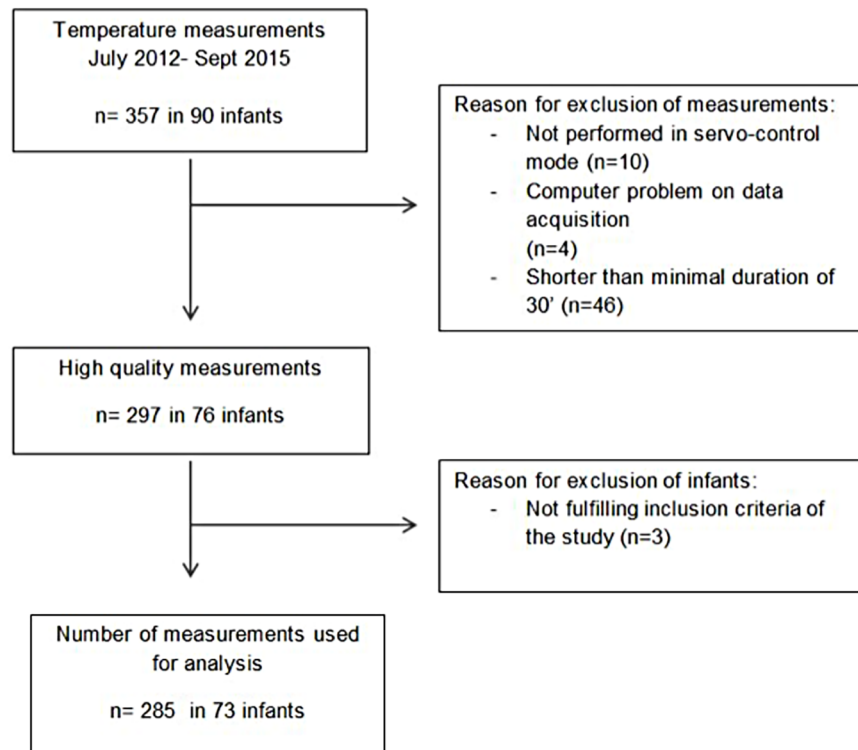 Temperature measurements
July 2012- Sept 2015
n= 357 in 90 infants
Reason for exclusion of measurements:
- Not performed in servo-control
mode (n=10)
- Computer problem on data
acquisition
(n=4)
- Shorter than minimal duration of
30’ (n=46)
High quality measurements
n= 297 in 76 infants
Reason for exclusion of infants:
- Not fulfilling inclusion criteria of
the study (n=3)
Number of measurements used
for analysis
n= 285 in 73 infants